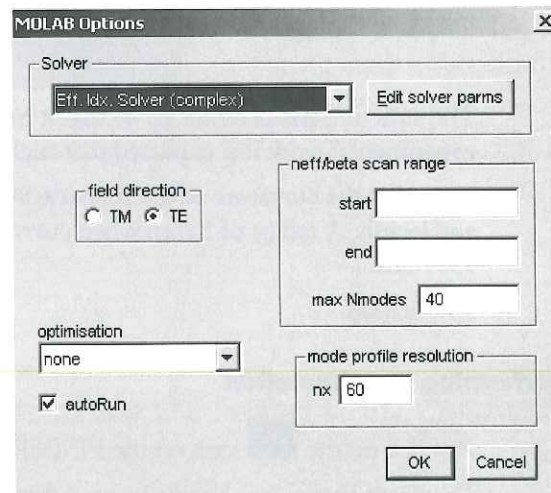 MOLAB Options
Solver
Eff. Idx. Solver (complex)
Edit solver parms
field direction
TM TE
neff/beta scan range
start
end
max Nmodes 40
optimisation
none
autoRun
mode profile resolution
nx 60
OK Cancel